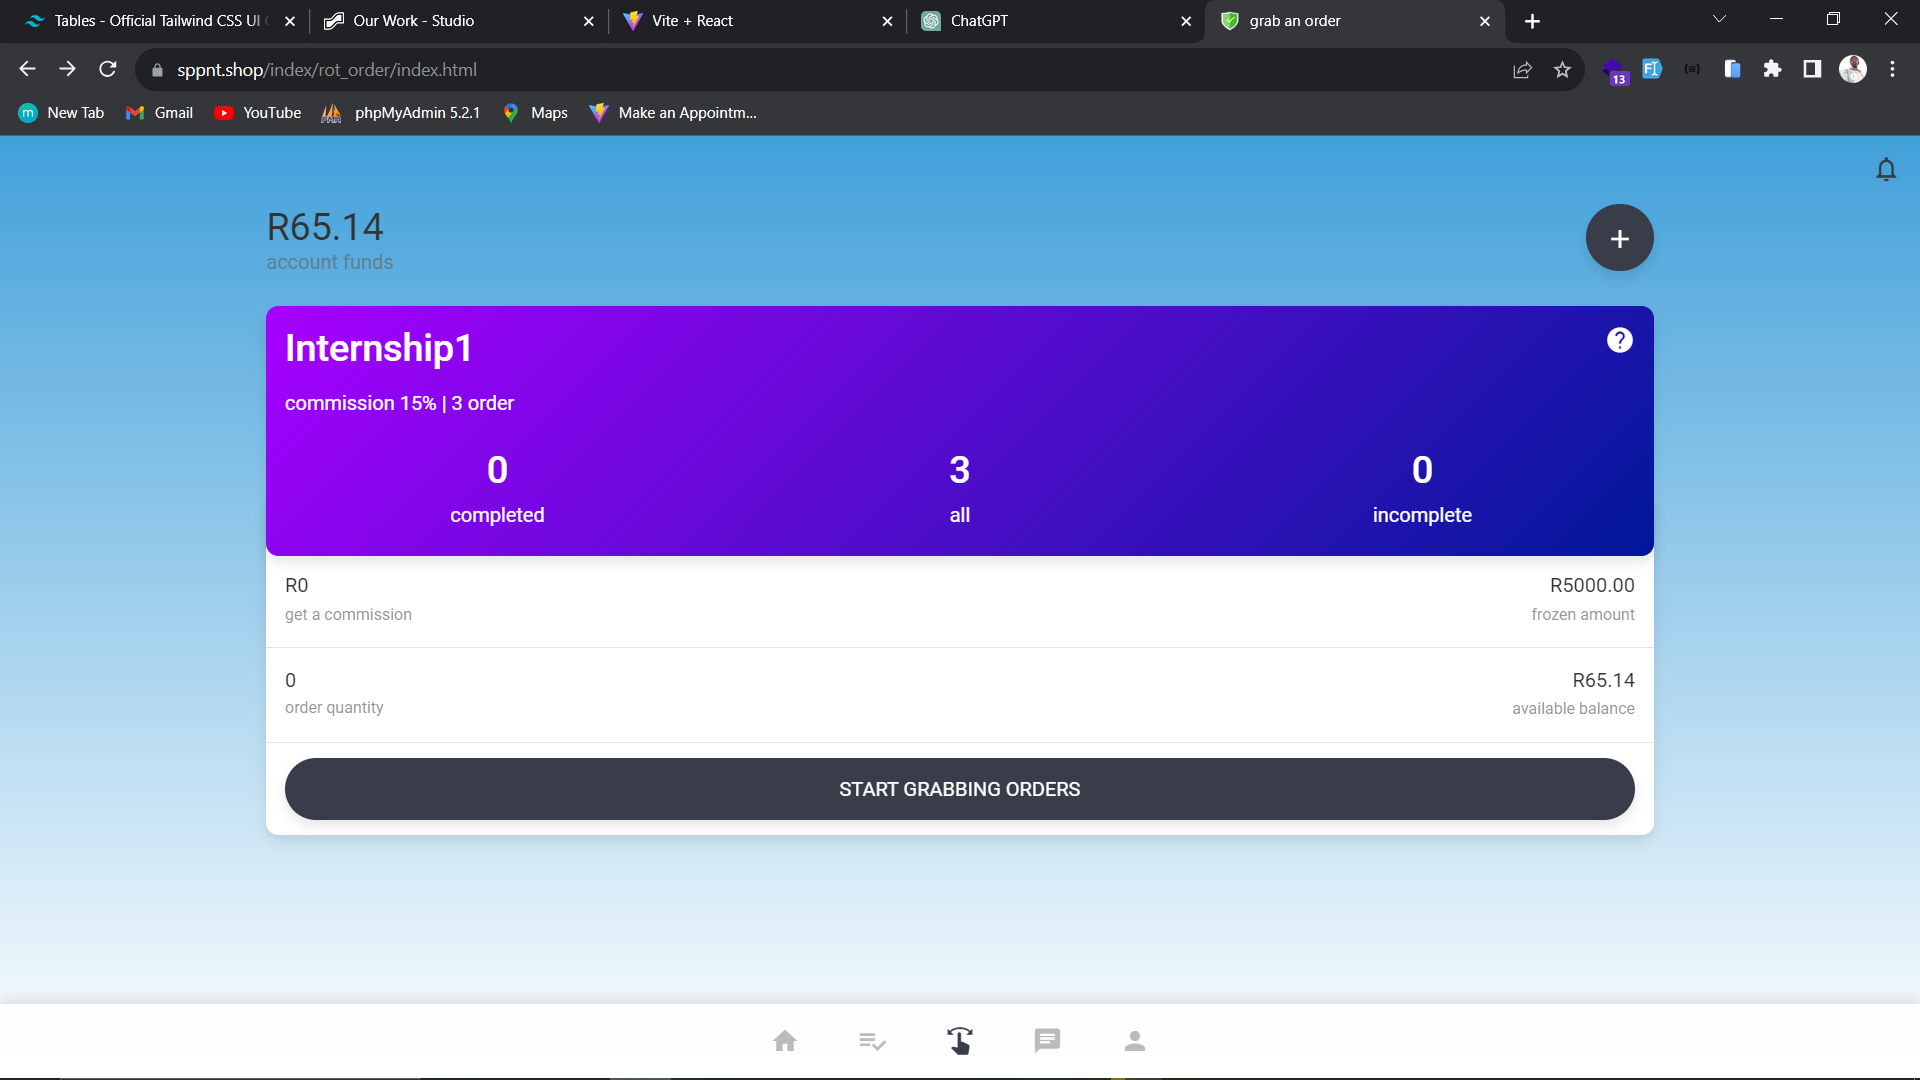 Tables - Official Tailwind CSS UI
Our Work - Studio
Vite + React
ChatGPT
grab an order
sppnt.shop/index/rot_order/index.html
13
New Tab
Gmail
YouTube
phpMyAdmin 5.2.1
Maps
Make an Appointm...
R65.14
account funds
+
Internship1
?
commission 15% | 3 order
0
3
0
completed
all
incomplete
R0
R5000.00
get a commission
frozen amount
0
R65.14
order quantity
available balance
START GRABBING ORDERS